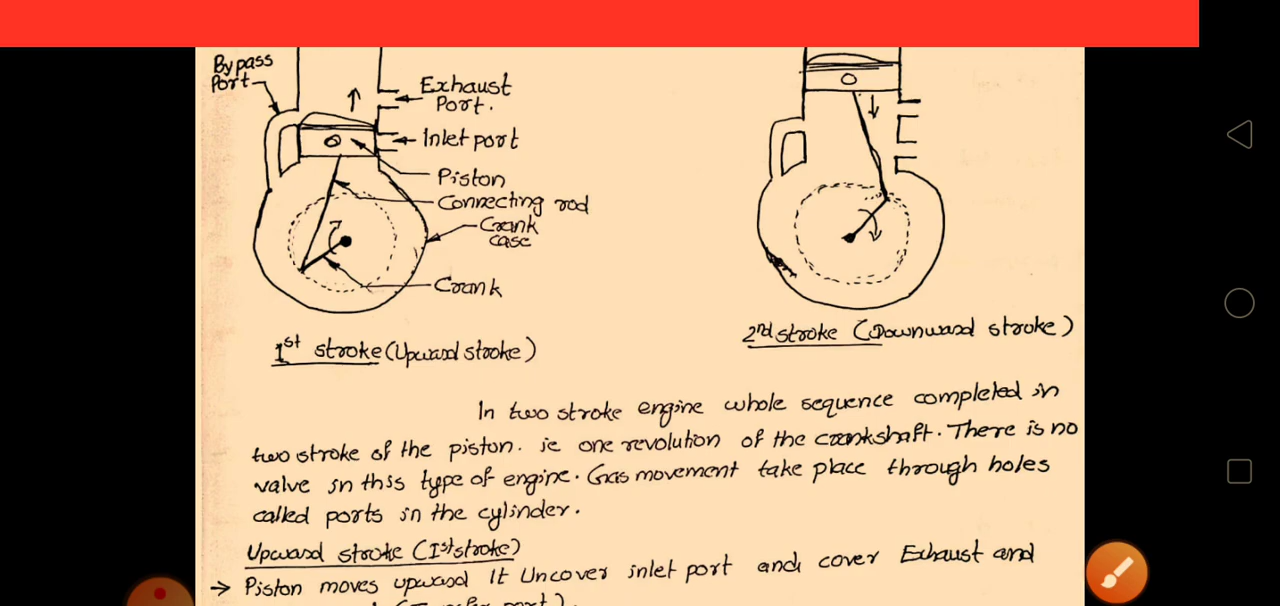 Bypass
Port
Exhaust
Port.
Inlet port
Piston
Connecting rod
Crank
case
Crank
1st stroke (Upward stroke)
2nd stroke (Downward stroke)
In two stroke engine whole sequence completed in
two stroke of the piston. ie one revolution of the crankshaft. There is no
valve in this type of engine. Gas movement take place through holes
called ports in the cylinder.
Upward stroke (Ist stroke)
→ Piston moves upward It Uncover inlet port and cover Exhaust and
port).